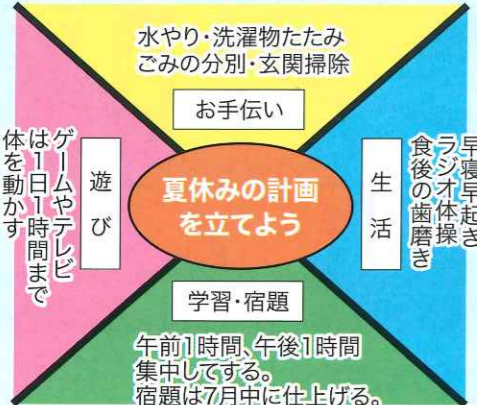 水やり・洗濯物たたみ
ごみの分別・玄関掃除
お手伝い
早寝早起き
ラジオ体操
食後の歯磨き
生活
夏休みの計画
を立てよう
遊び
ゲームやテレビ
は1日1時間まで
体を動かす
学習・宿題
午前1時間、午後1時間
集中してする。
宿題は7月中に仕上げる。